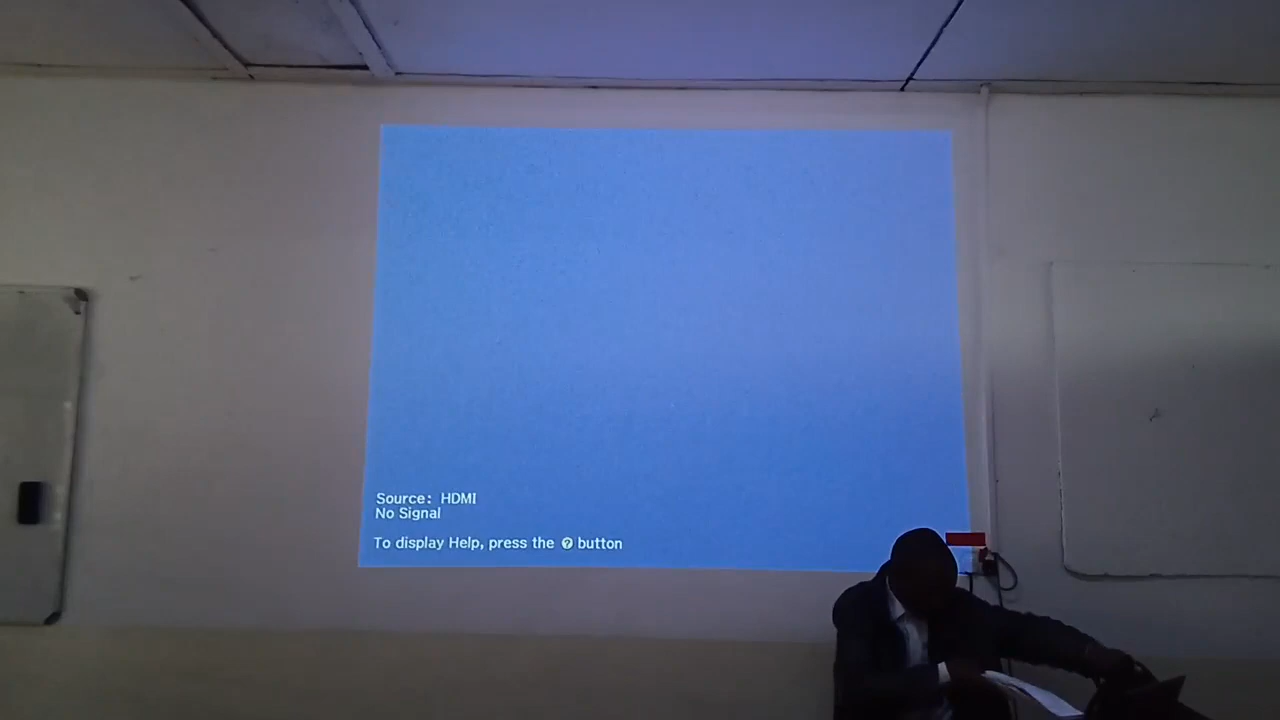 Source: HDMI
No Signal
To display Help, press the ? button